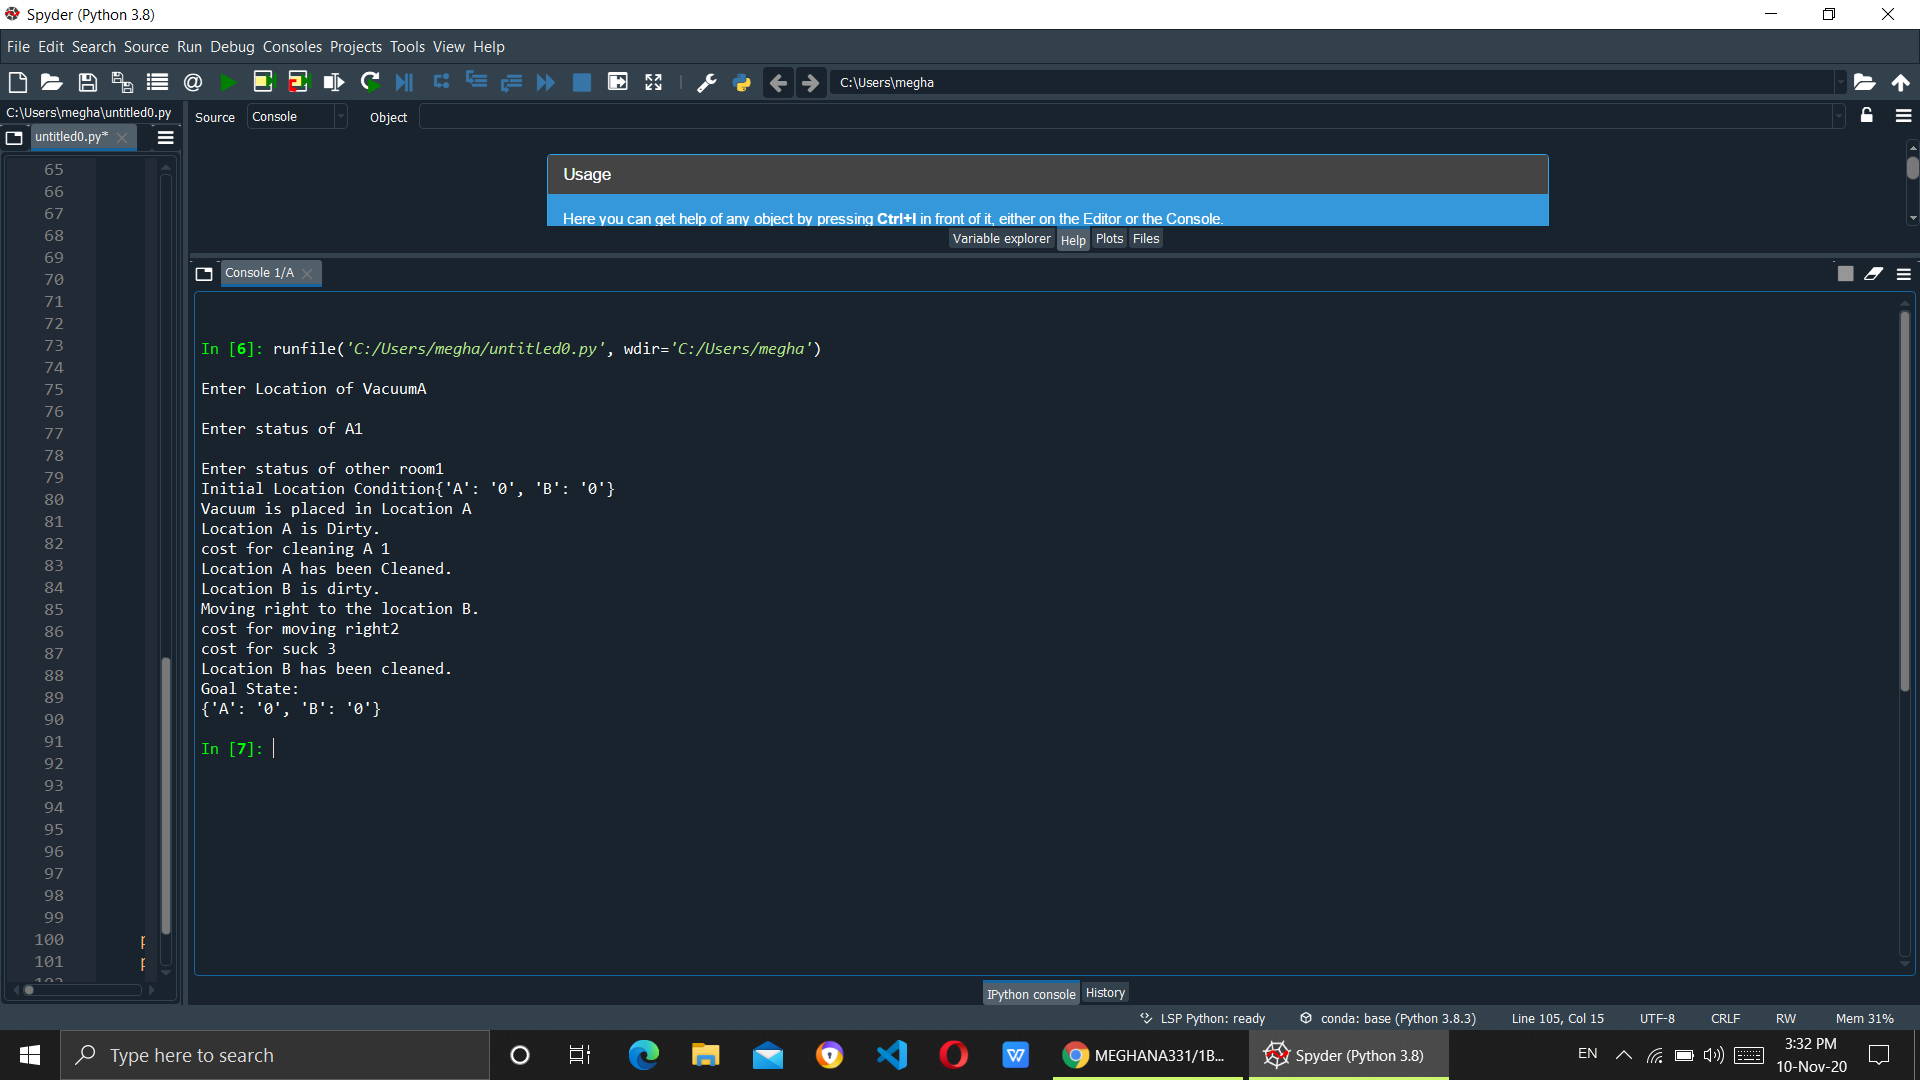 Spyder (Python 3.8)
File Edit Search Source Run Debug Consoles Projects Tools View Help
C:\Users\megha
C:\Users\megha\untitled0.py
Source Console Object
untitled0.py*
Usage
Here you can get help of any object by pressing Ctrl+I in front of it, either on the Editor or the Console.
Variable explorer Help Plots Files
Console 1/A
65
66
67
68
69
70
71
72
73
74
75
76
77
78
79
80
81
82
83
84
85
86
87
88
89
90
91
92
93
94
95
96
97
98
99
100 p
101 p
In [6]: runfile('C:/Users/megha/untitled0.py', wdir='C:/Users/megha')
Enter Location of VacuumA
Enter status of A1
Enter status of other room1
Initial Location Condition{'A': '0', 'B': '0'}
Vacuum is placed in Location A
Location A is Dirty.
cost for cleaning A 1
Location A has been Cleaned.
Location B is dirty.
Moving right to the location B.
cost for moving right2
cost for suck 3
Location B has been cleaned.
Goal State:
{'A': '0', 'B': '0'}
In [7]:
IPython console History
LSP Python: ready conda: base (Python 3.8.3) Line 105, Col 15 UTF-8 CRLF RW Mem 31%
Type here to search
MEGHANA331/1B...
Spyder (Python 3.8)
EN
3:32 PM
10-Nov-20